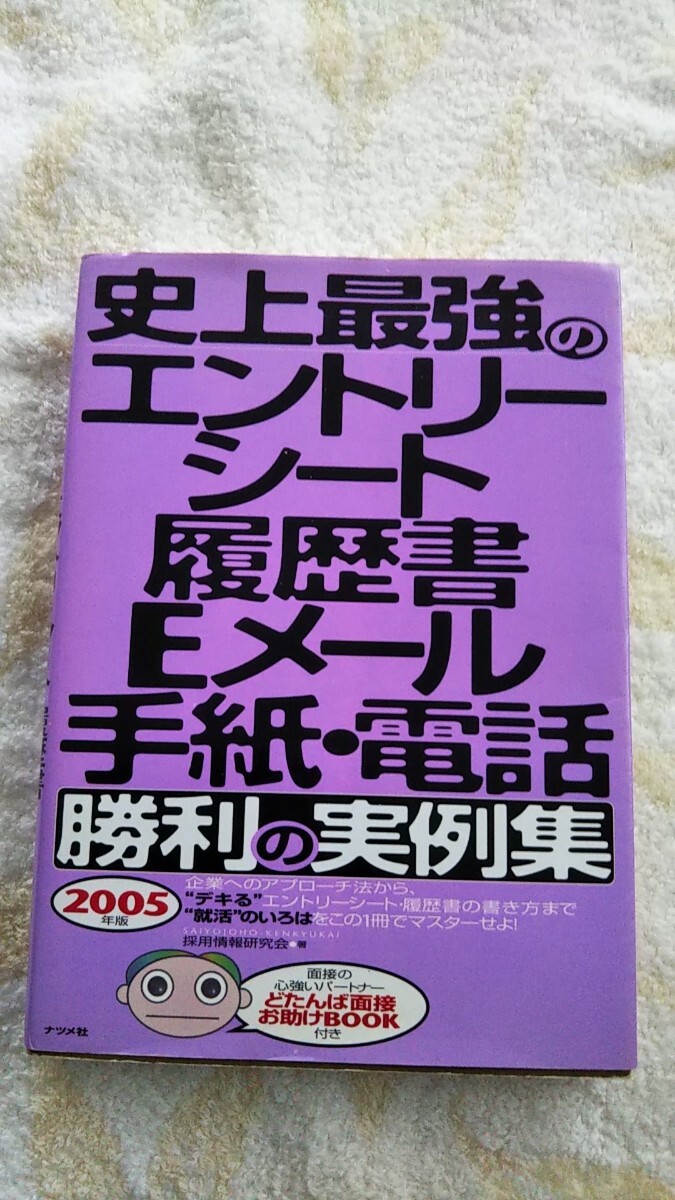 史上最強の
エントリー
シート
履歴書
Eメール
手紙・電話
勝利の実例集
2005
年版
企業へのアプローチ法から、
“デキる”エントリーシート・履歴書の書き方まで
“就活”のいろはをこの1冊でマスターせよ!
SAIYOJOHO-KENKYUKAI
採用情報研究会●著
面接の
心強いパートナー
どたんば面接
お助けBOOK
付き
ナツメ社